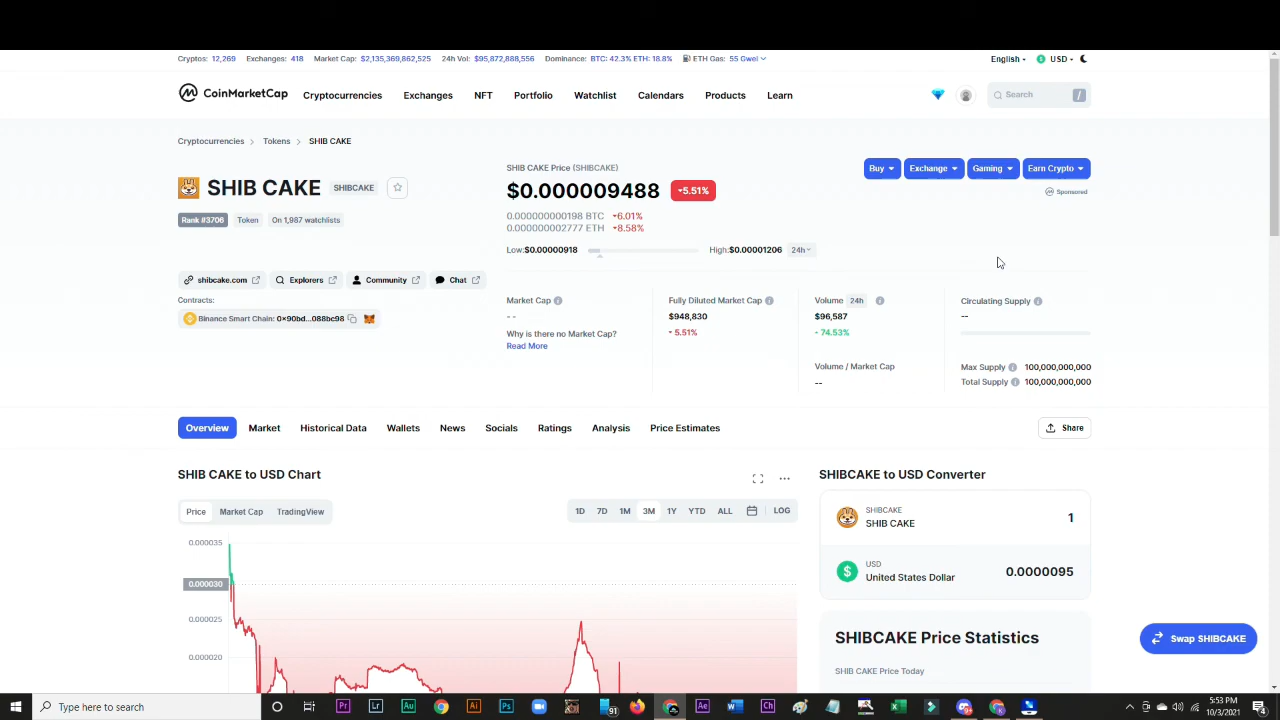 Cryptos: 12,269 Exchanges: 418 Market Cap: $2,135,369,862,525 24h Vol: $95,872,888,556 Dominance: BTC: 42.3% ETH: 18.8% ETH Gas: 55 Gwei English USD
CoinMarketCap Cryptocurrencies Exchanges NFT Portfolio Watchlist Calendars Products Learn Search /
Cryptocurrencies > Tokens > SHIB CAKE
SHIB CAKE Price (SHIBCAKE)
Buy Exchange Gaming Earn Crypto
SHIB CAKE SHIBCAKE
$0.000009488 5.51%
Sponsored
Rank #3706 Token On 1,987 watchlists
0.000000000198 BTC 6.01%
0.000000002777 ETH 8.58%
Low:$0.00000918 High:$0.00001206 24h
shibcake.com Explorers Community Chat
Contracts:
Binance Smart Chain: 0x90bd...088bc98
Market Cap
- -
Why is there no Market Cap?
Read More
Fully Diluted Market Cap
$948,830
5.51%
Volume 24h
$96,587
74.53%
Volume / Market Cap
--
Circulating Supply
--
Max Supply 100,000,000,000
Total Supply 100,000,000,000
Overview Market Historical Data Wallets News Socials Ratings Analysis Price Estimates Share
SHIB CAKE to USD Chart
Price Market Cap TradingView
1D 7D 1M 3M 1Y YTD ALL LOG
0.000035
0.000030
0.000025
0.000020
SHIBCAKE to USD Converter
SHIBCAKE
SHIB CAKE 1
USD
United States Dollar 0.0000095
SHIBCAKE Price Statistics
SHIB CAKE Price Today
Swap SHIBCAKE
Type here to search
Pr Lr Au Ai Ps 91 Ae Ch
5:53 PM
10/3/2021
4